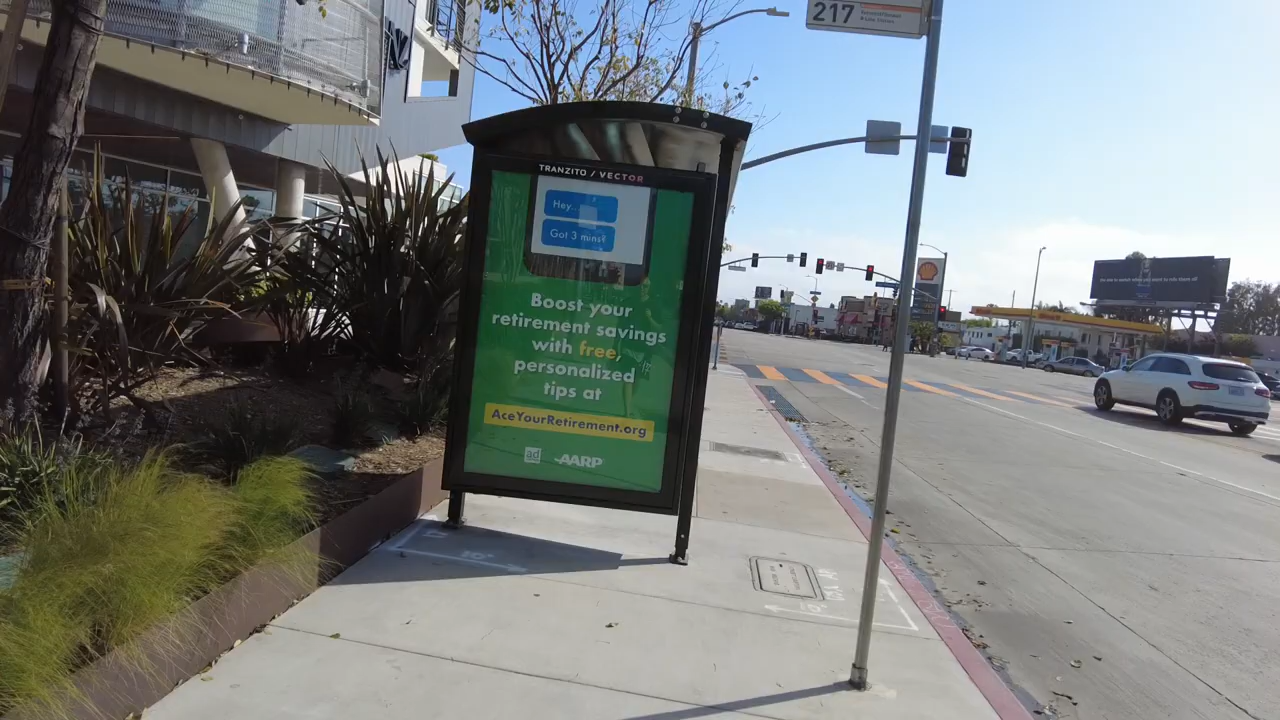 217
TRANZITO / VECTOR
Hey..
Got 3 mins?
Boost your
retirement savings
with free,
personalized
tips at
AceYourRetirement.org
ad
AARP